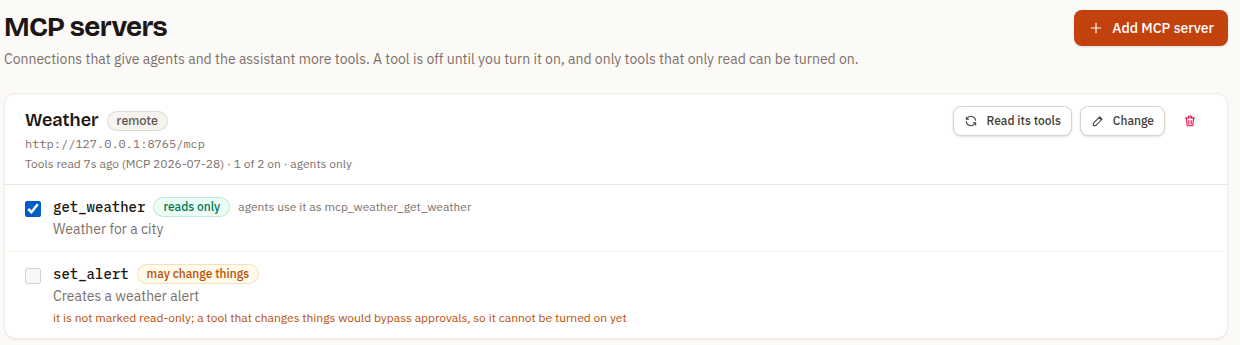 MCP servers
+ Add MCP server
Connections that give agents and the assistant more tools. A tool is off until you turn it on, and only tools that only read can be turned on.
Weather remote
Read its tools
Change
http://127.0.0.1:8765/mcp
Tools read 7s ago (MCP 2026-07-28) · 1 of 2 on · agents only
get_weather reads only agents use it as mcp_weather_get_weather
Weather for a city
set_alert may change things
Creates a weather alert
it is not marked read-only; a tool that changes things would bypass approvals, so it cannot be turned on yet